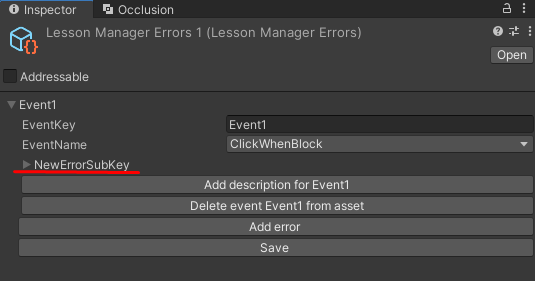 Inspector Occlusion
Lesson Manager Errors 1 (Lesson Manager Errors)
Open
Addressable
Event1
EventKey Event1
EventName ClickWhenBlock
NewErrorSubKey
Add description for Event1
Delete event Event1 from asset
Add error
Save